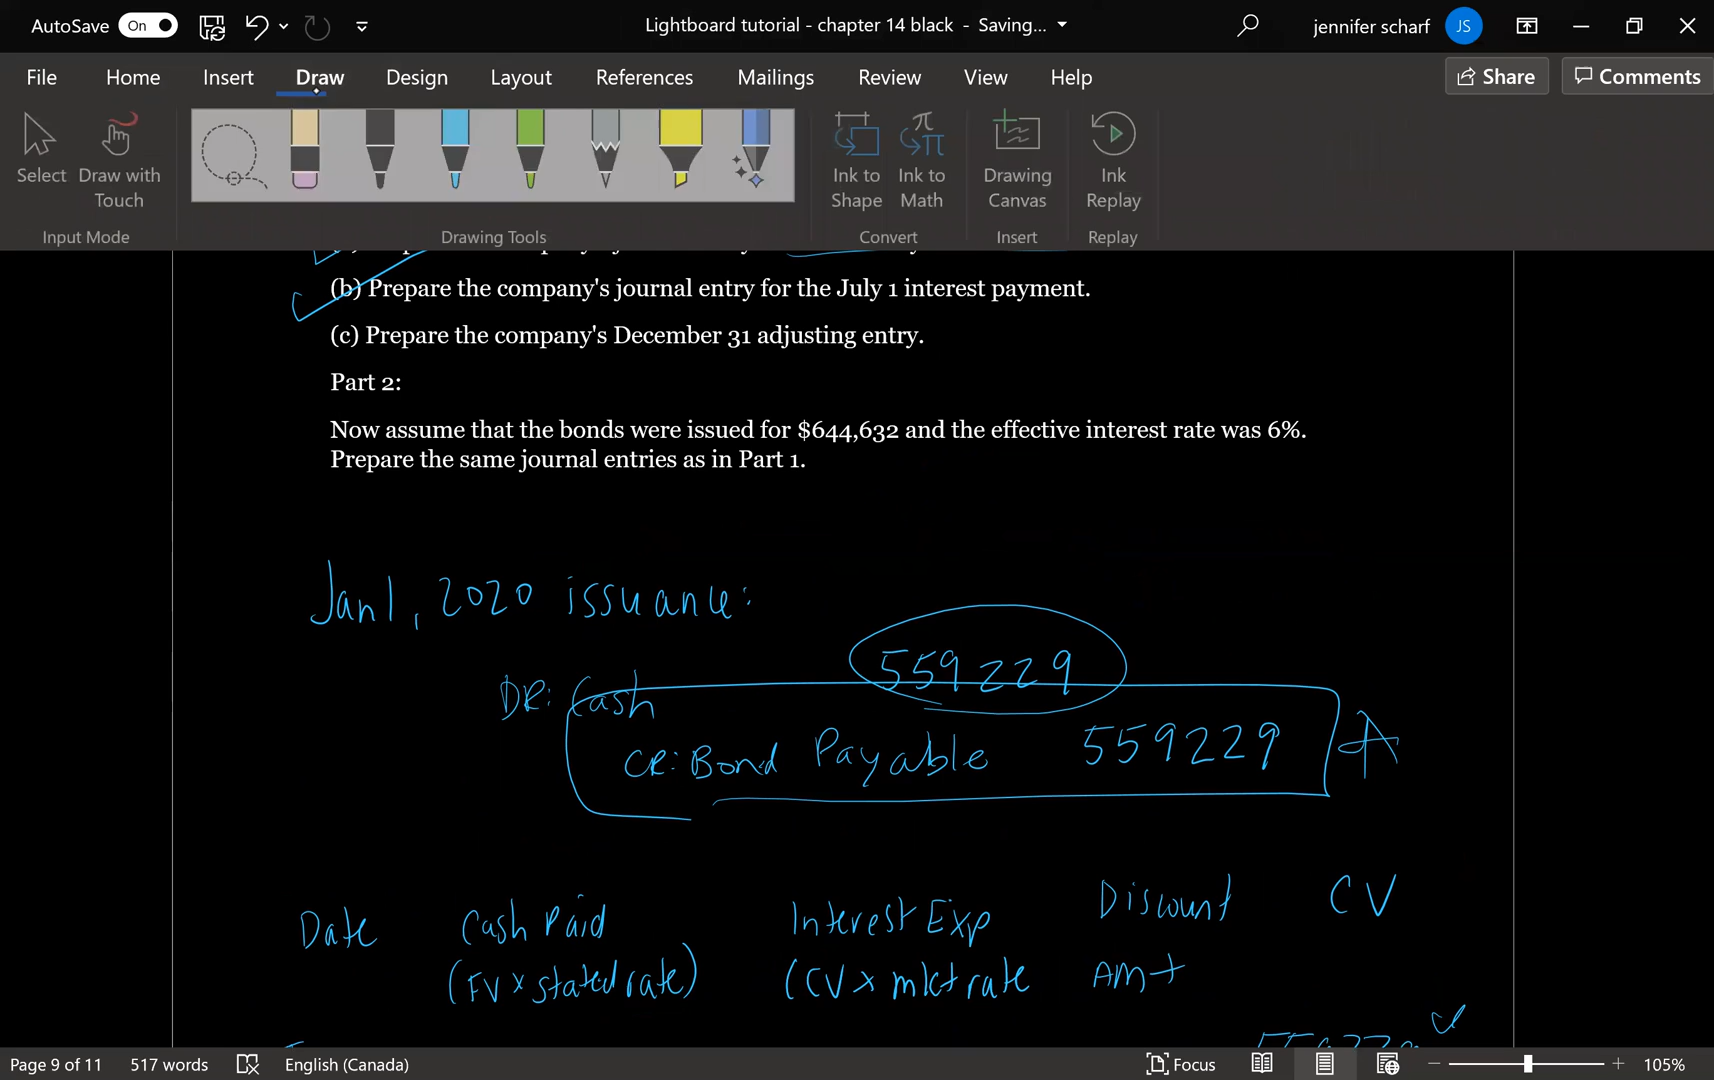 AutoSave On Lightboard tutorial - chapter 14 black - Saving... jennifer scharf JS
File Home Insert Draw Design Layout References Mailings Review View Help Share Comments
Select Draw with Touch Ink to Shape Ink to Math Drawing Canvas Ink Replay
Input Mode Drawing Tools Convert Insert Replay
(b) Prepare the company's journal entry for the July 1 interest payment.
(c) Prepare the company's December 31 adjusting entry.
Part 2:
Now assume that the bonds were issued for $644,632 and the effective interest rate was 6%.
Prepare the same journal entries as in Part 1.
Jan 1, 2020 issuance:
DR: Cash 559229
CR: Bond Payable 559229
Date Cash Paid Interest Exp Discount CV
(FV x stated rate) (CV x mkt rate AMt
Page 9 of 11 517 words English (Canada) Focus 105%